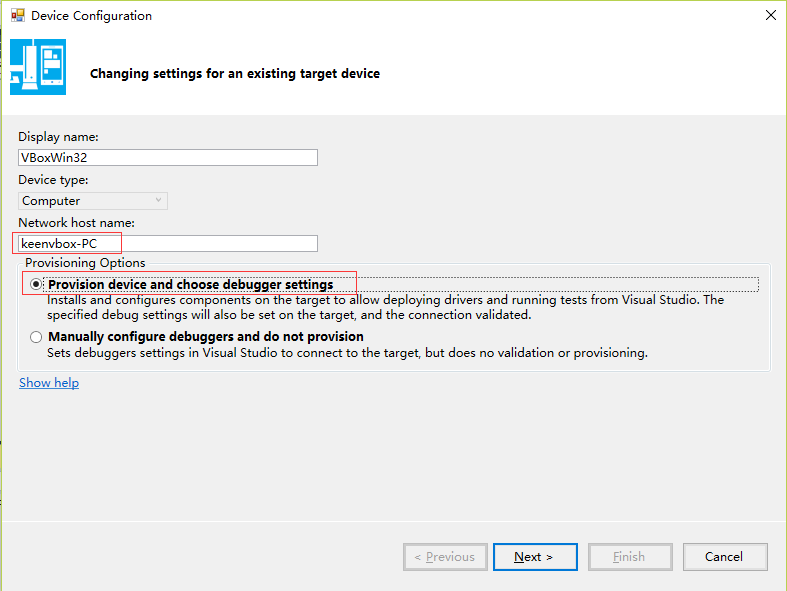 Device Configuration
Changing settings for an existing target device
Display name:
VBoxWin32
Device type:
Computer
Network host name:
keenvbox-PC
Provisioning Options
Provision device and choose debugger settings
Installs and configures components on the target to allow deploying drivers and running tests from Visual Studio. The
specified debug settings will also be set on the target, and the connection validated.
Manually configure debuggers and do not provision
Sets debuggers settings in Visual Studio to connect to the target, but does no validation or provisioning.
Show help
< Previous
Next >
Finish
Cancel